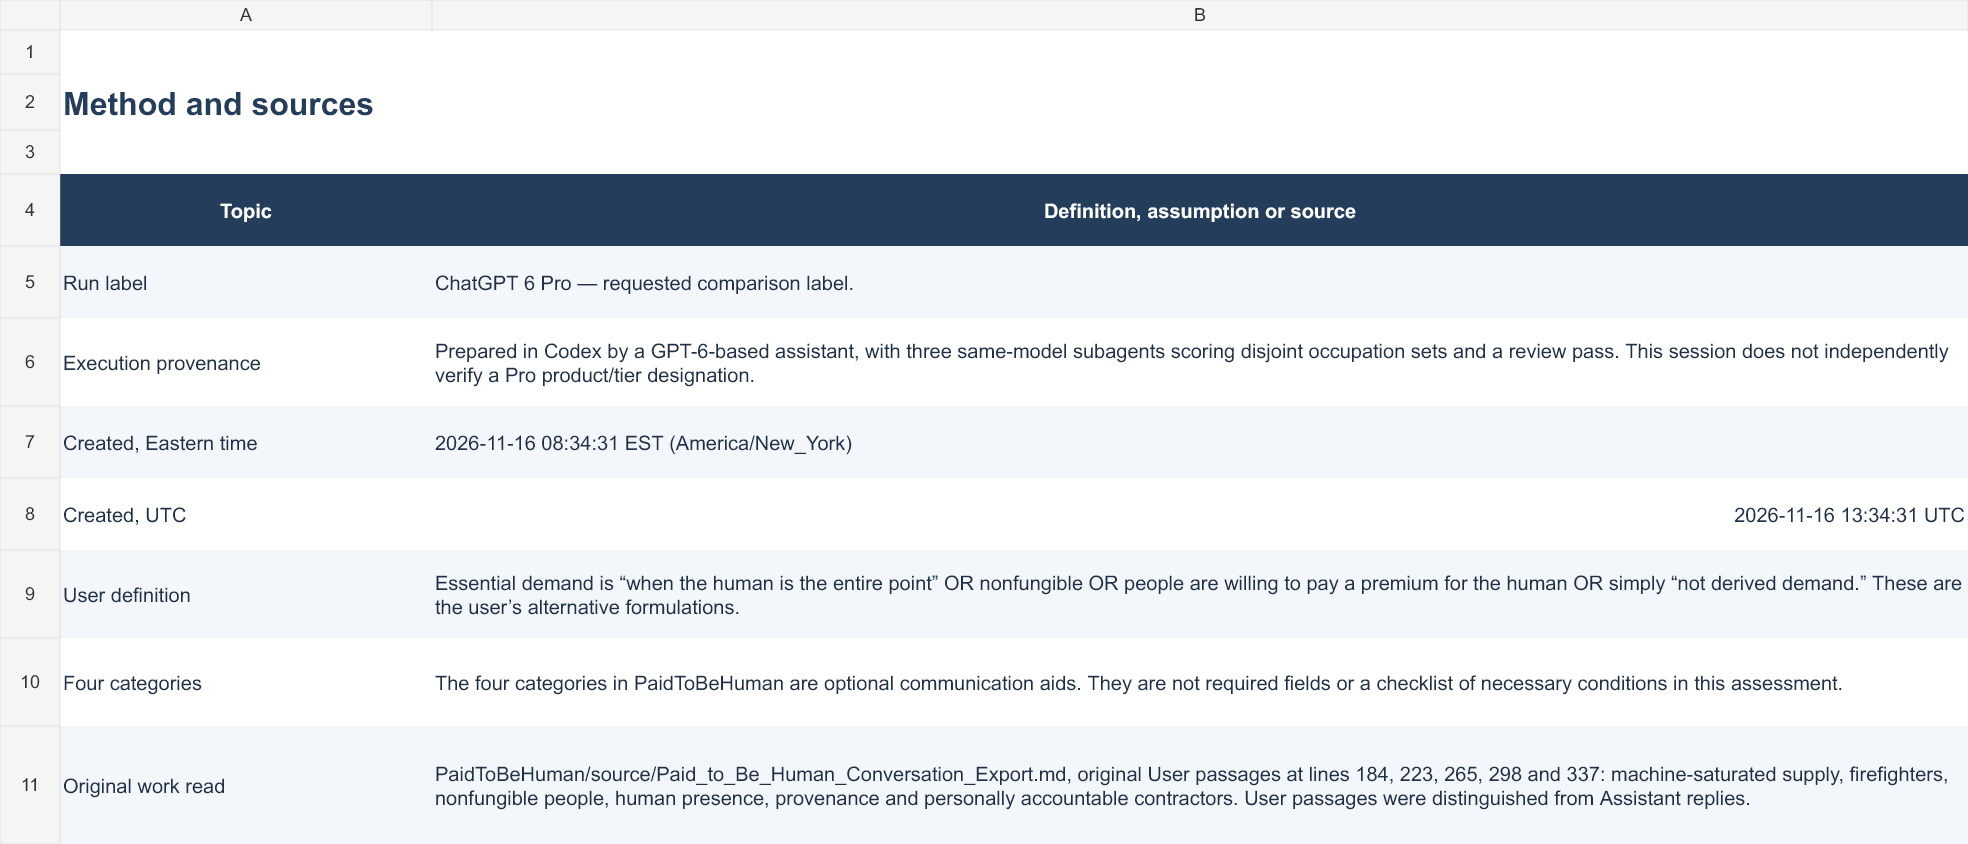 A B
1
2 Method and sources
3
4 Topic Definition, assumption or source
5 Run label ChatGPT 6 Pro — requested comparison label.
6 Execution provenance Prepared in Codex by a GPT-6-based assistant, with three same-model subagents scoring disjoint occupation sets and a review pass. This session does not independently
verify a Pro product/tier designation.
7 Created, Eastern time 2026-11-16 08:34:31 EST (America/New_York)
8 Created, UTC 2026-11-16 13:34:31 UTC
9 User definition Essential demand is “when the human is the entire point” OR nonfungible OR people are willing to pay a premium for the human OR simply “not derived demand.” These are
the user’s alternative formulations.
10 Four categories The four categories in PaidToBeHuman are optional communication aids. They are not required fields or a checklist of necessary conditions in this assessment.
11 Original work read PaidToBeHuman/source/Paid_to_Be_Human_Conversation_Export.md, original User passages at lines 184, 223, 265, 298 and 337: machine-saturated supply, firefighters,
nonfungible people, human presence, provenance and personally accountable contractors. User passages were distinguished from Assistant replies.